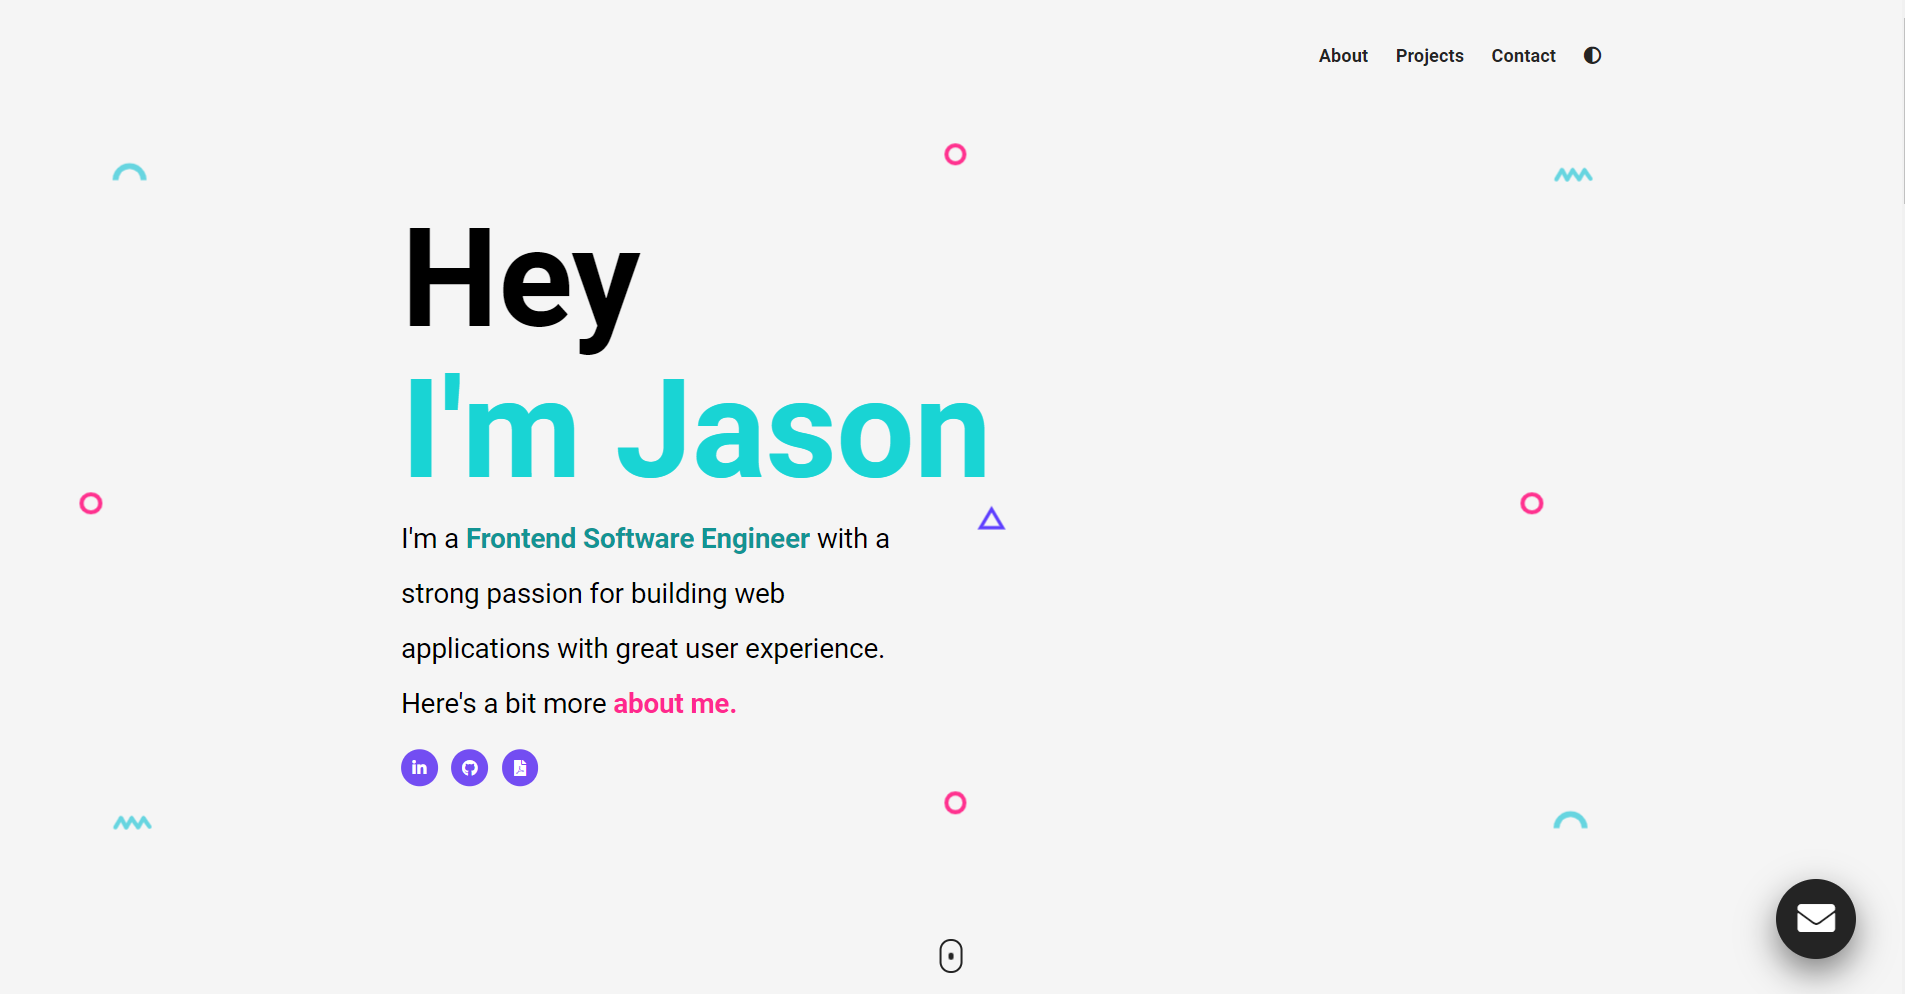 About Projects Contact
Hey
I'm Jason
I'm a Frontend Software Engineer with a
strong passion for building web
applications with great user experience.
Here's a bit more about me.
in